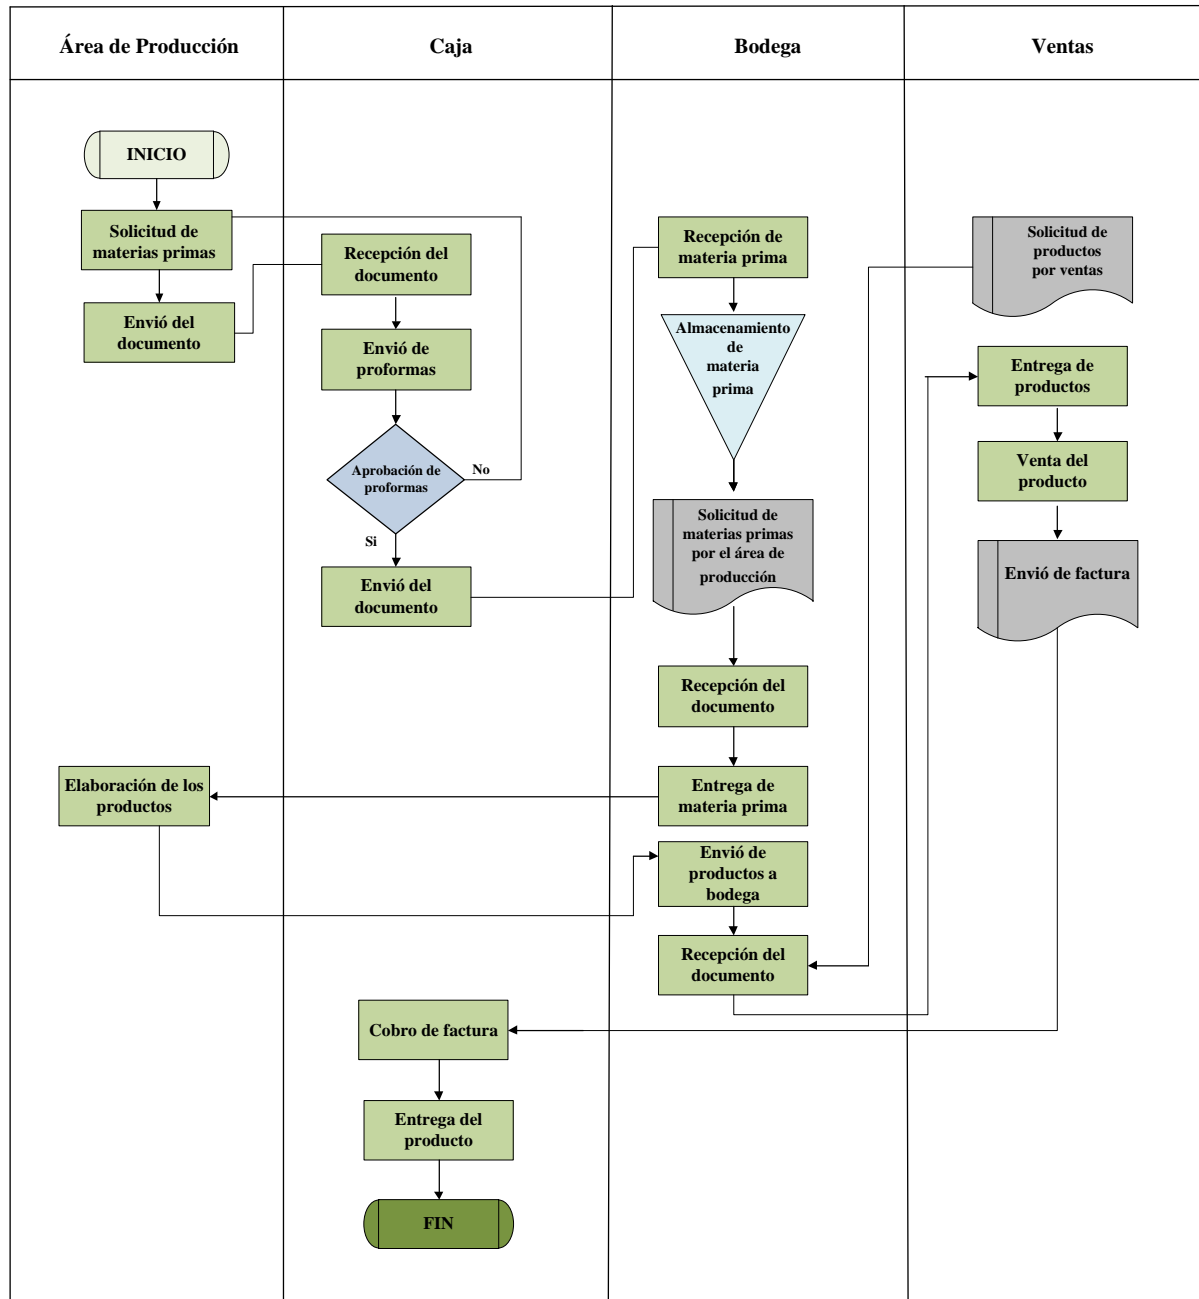 Área de Producción
Caja
Bodega
Ventas
INICIO
Solicitud de
materias primas
Envió del
documento
Recepción del
documento
Envió de
proformas
Aprobación de
proformas
No
Si
Envió del
documento
Recepción de
materia prima
Almacenamiento
de
materia
prima
Solicitud de
materias primas
por el área de
producción
Recepción del
documento
Entrega de
materia prima
Elaboración de los
productos
Envió de
productos a
bodega
Recepción del
documento
Solicitud de
productos
por ventas
Entrega de
productos
Venta del
producto
Envió de factura
Cobro de factura
Entrega del
producto
FIN